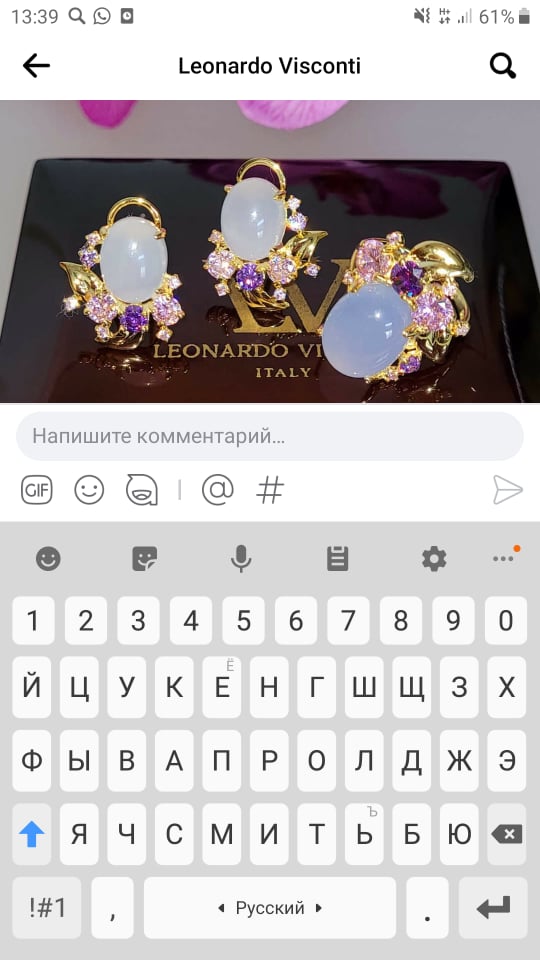 13:39 61%
Leonardo Visconti
LV
LEONARDO VI
ITALY
Напишите комментарий...
GIF @ #
1 2 3 4 5 6 7 8 9 0
Ё
Й Ц У К Е Н Г Ш Щ З Х
Ф Ы В А П Р О Л Д Ж Э
Ъ
Я Ч С М И Т Ь Б Ю
!#1 , Русский .